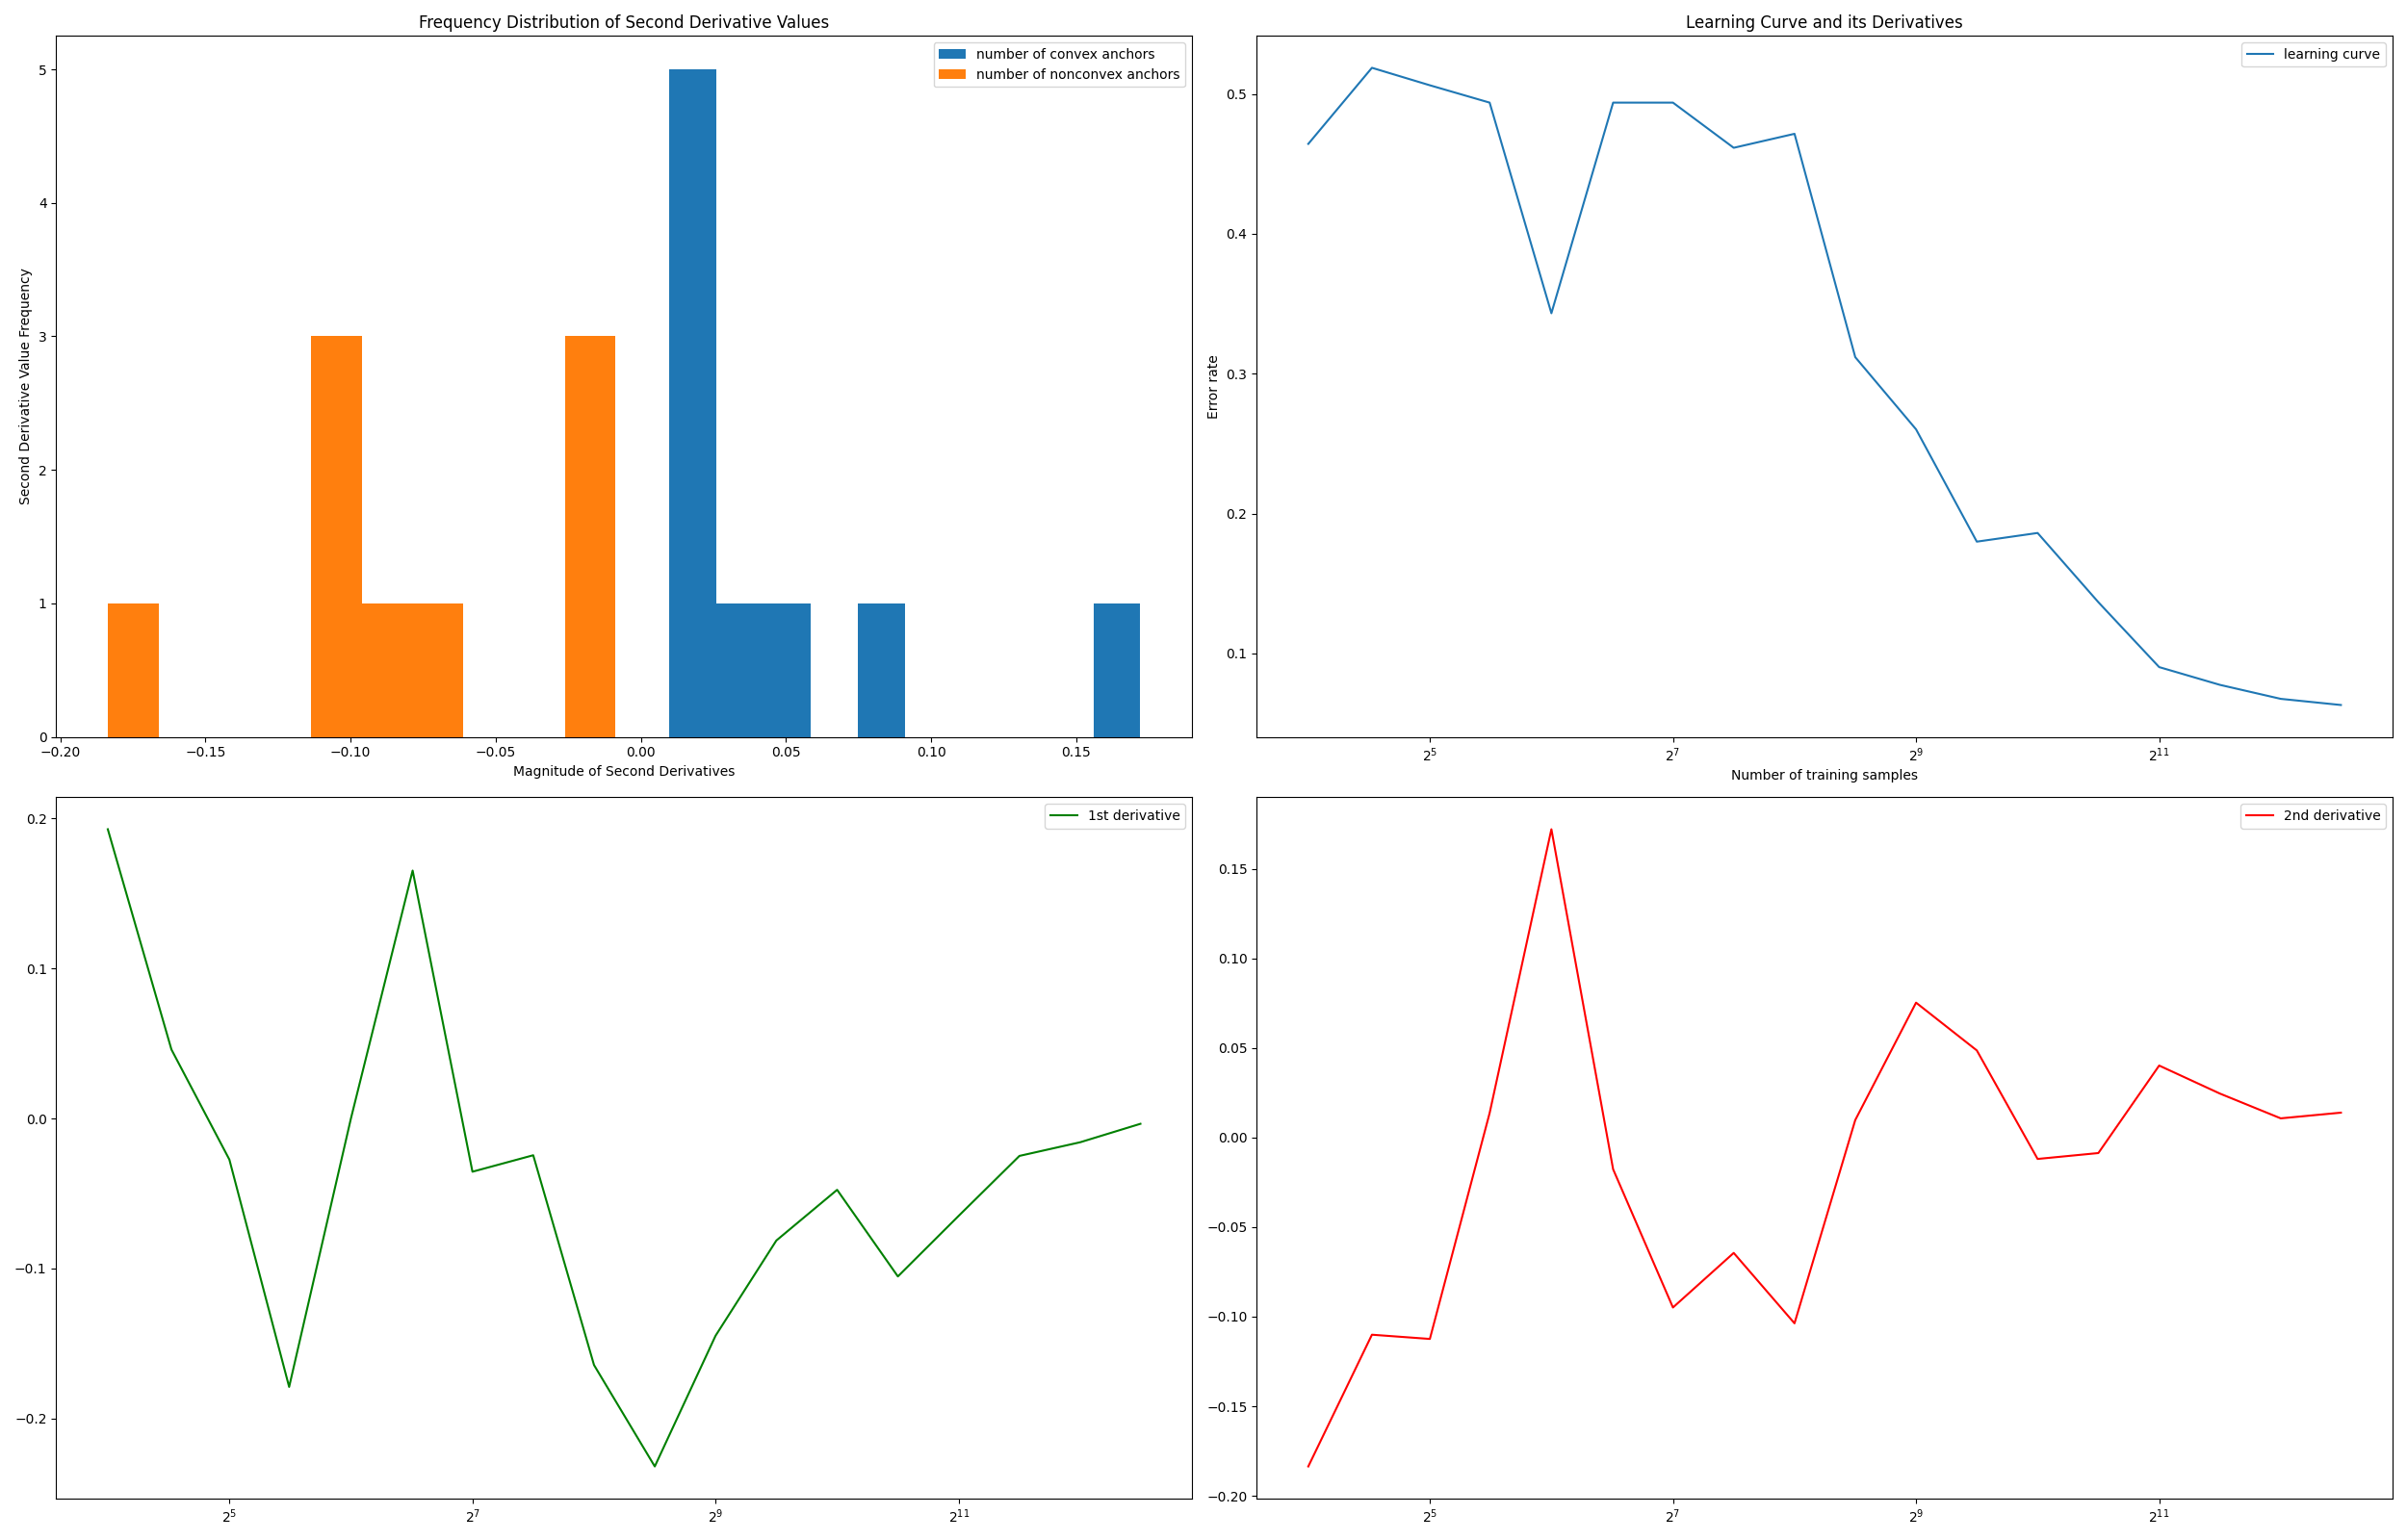 Frequency Distribution of Second Derivative Values
number of convex anchors
number of nonconvex anchors
Second Derivative Value Frequency
5
4
3
2
1
0
−0.20 −0.15 −0.10 −0.05 0.00 0.05 0.10 0.15
Magnitude of Second Derivatives
Learning Curve and its Derivatives
learning curve
Error rate
0.5
0.4
0.3
0.2
0.1
2⁵ 2⁷ 2⁹ 2¹¹
Number of training samples
1st derivative
0.2
0.1
0.0
−0.1
−0.2
2⁵ 2⁷ 2⁹ 2¹¹
2nd derivative
0.15
0.10
0.05
0.00
−0.05
−0.10
−0.15
−0.20
2⁵ 2⁷ 2⁹ 2¹¹